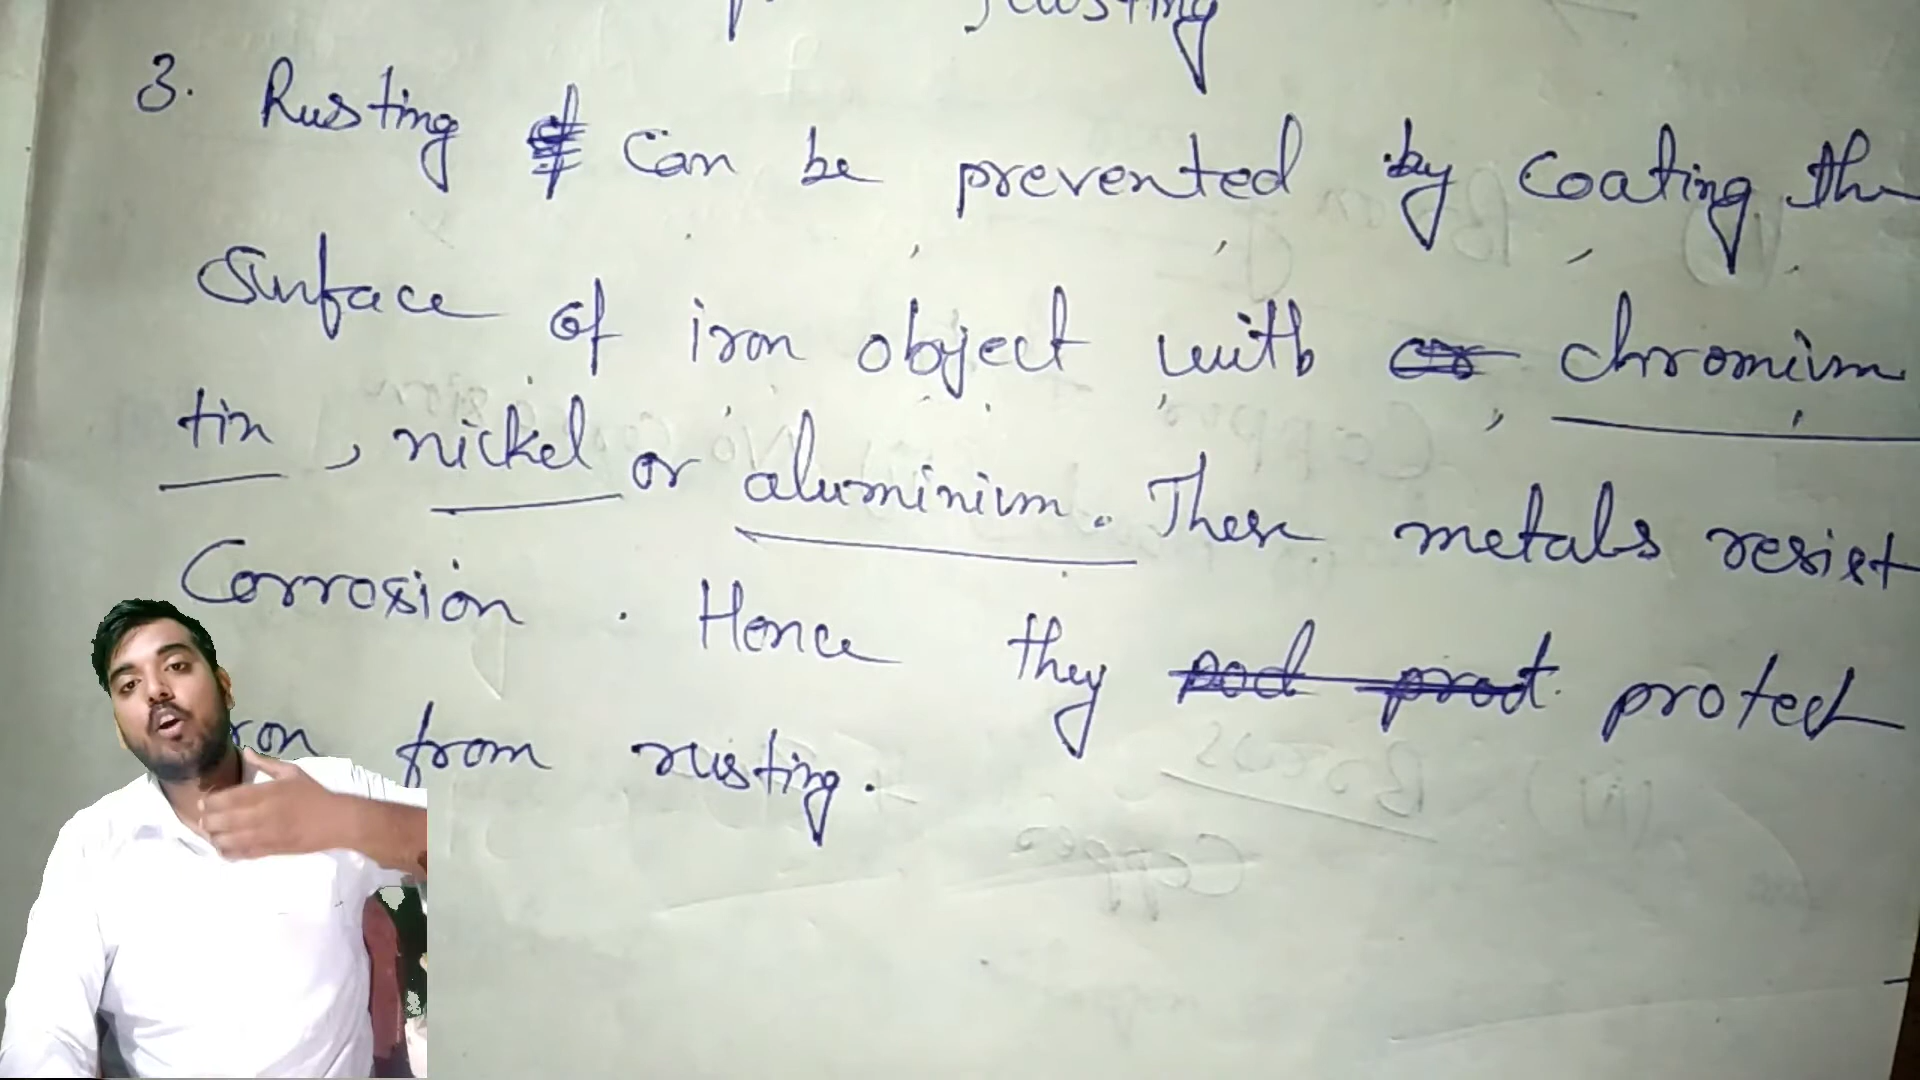 rusting
3. Rusting can be prevented by coating the
surface of iron object with chromium
tin, nickel or aluminium. These metals resist
Corrosion. Hence they protect
iron from rusting.